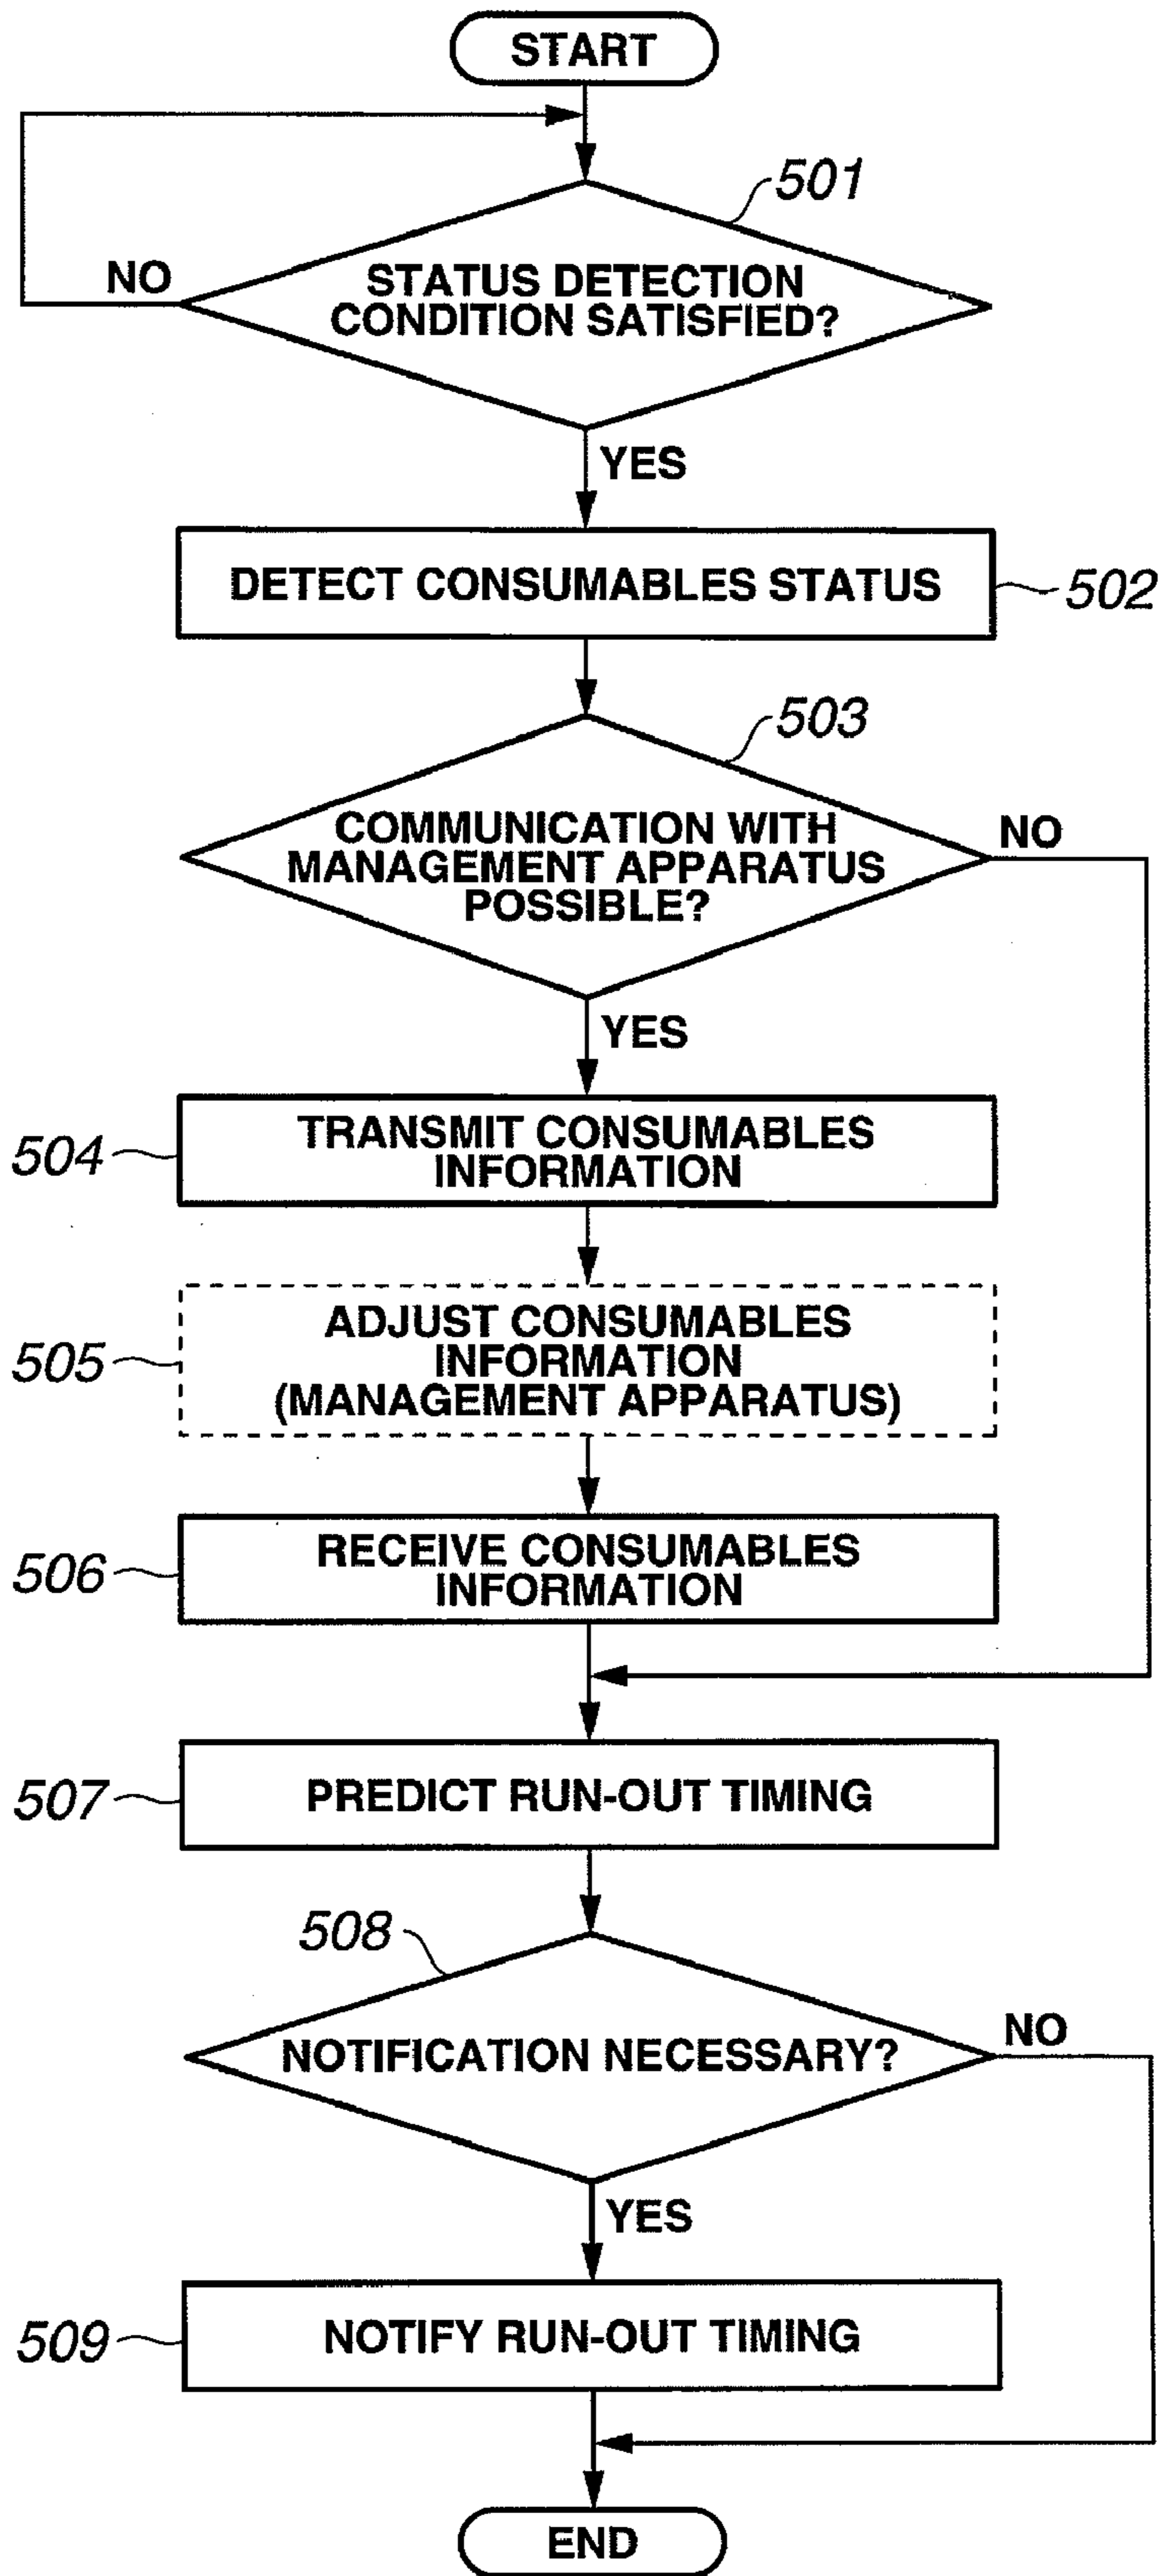 START
501
NO
STATUS DETECTION
CONDITION SATISFIED?
YES
DETECT CONSUMABLES STATUS
502
503
COMMUNICATION WITH
MANAGEMENT APPARATUS
POSSIBLE?
NO
YES
504
TRANSMIT CONSUMABLES
INFORMATION
505
ADJUST CONSUMABLES
INFORMATION
(MANAGEMENT APPARATUS)
506
RECEIVE CONSUMABLES
INFORMATION
507
PREDICT RUN-OUT TIMING
508
NOTIFICATION NECESSARY?
NO
YES
509
NOTIFY RUN-OUT TIMING
END